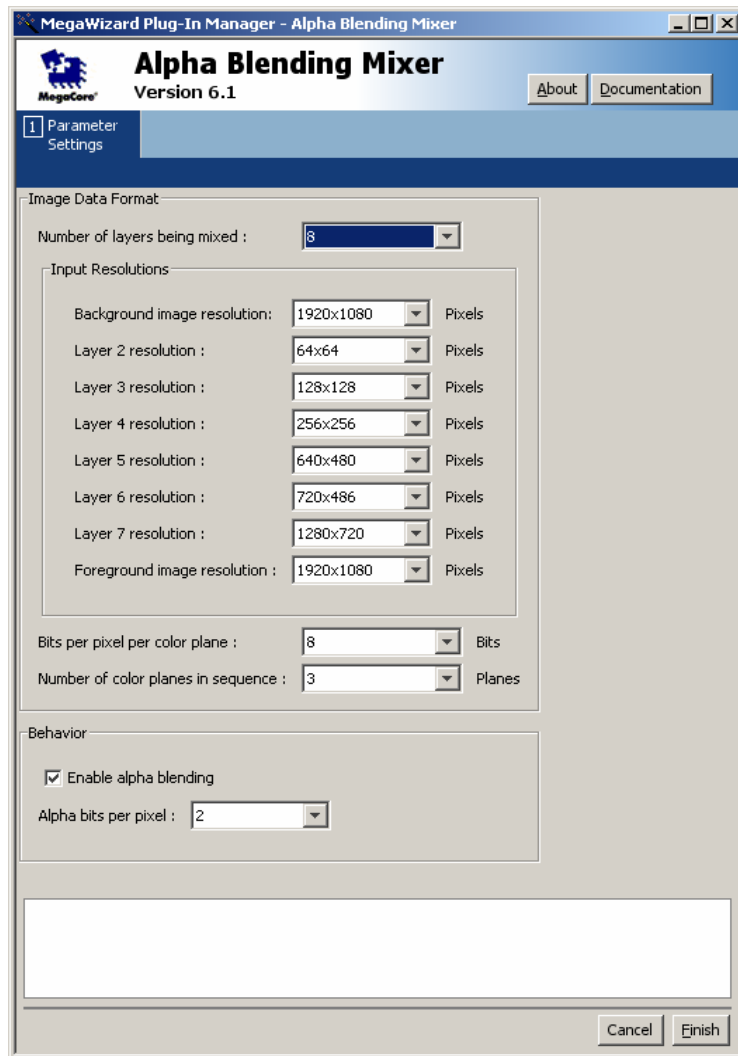 MegaWizard Plug-In Manager - Alpha Blending Mixer
MegaCore®
Alpha Blending Mixer
Version 6.1
About
Documentation
1 Parameter
Settings
Image Data Format
Number of layers being mixed : 8
Input Resolutions
Background image resolution: 1920x1080 Pixels
Layer 2 resolution : 64x64 Pixels
Layer 3 resolution : 128x128 Pixels
Layer 4 resolution : 256x256 Pixels
Layer 5 resolution : 640x480 Pixels
Layer 6 resolution : 720x486 Pixels
Layer 7 resolution : 1280x720 Pixels
Foreground image resolution : 1920x1080 Pixels
Bits per pixel per color plane : 8 Bits
Number of color planes in sequence : 3 Planes
Behavior
Enable alpha blending
Alpha bits per pixel : 2
Cancel
Finish